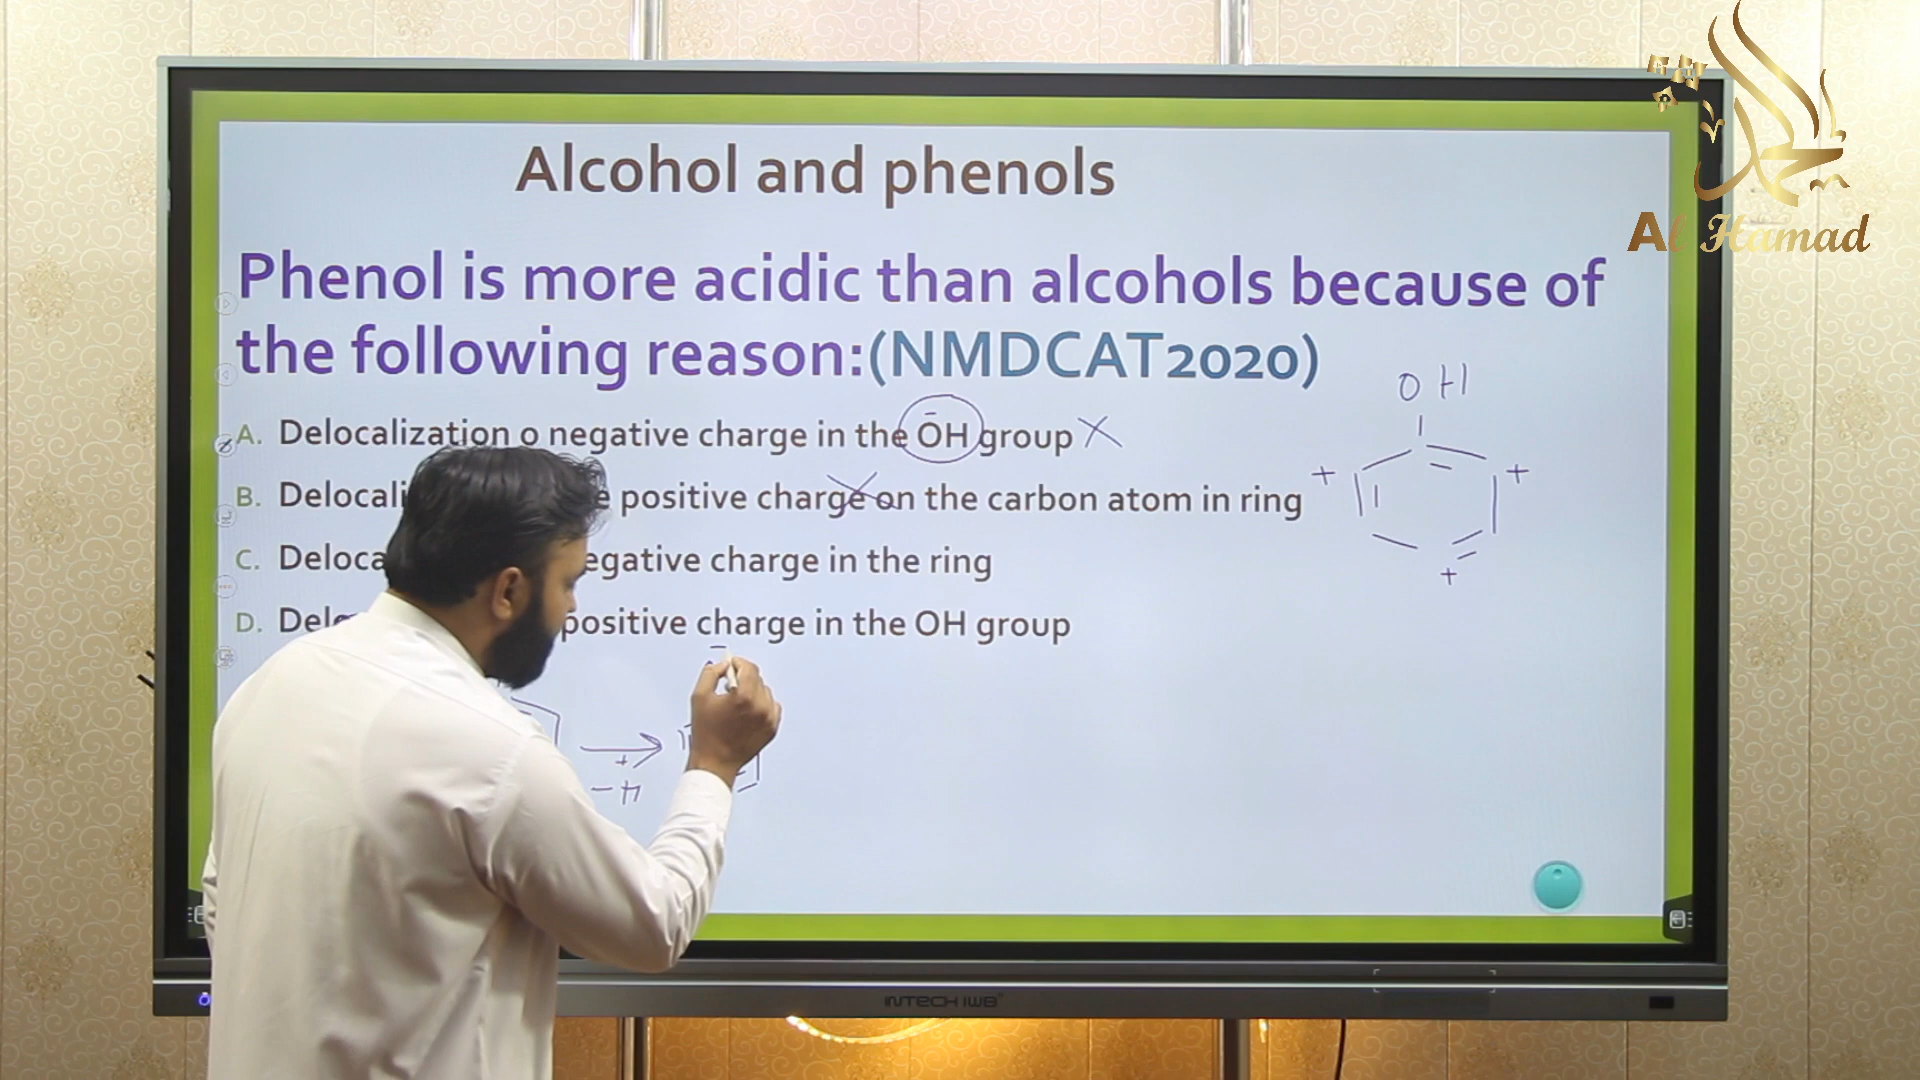 Al Hamad
Alcohol and phenols
Phenol is more acidic than alcohols because of
the following reason:(NMDCAT2020)
OH
A. Delocalization o negative charge in the OH group X
+ +
B. Delocali e positive charge on the carbon atom in ring
C. Deloca egative charge in the ring
+
D. Del positive charge in the OH group
+
-H
INTECH IWB